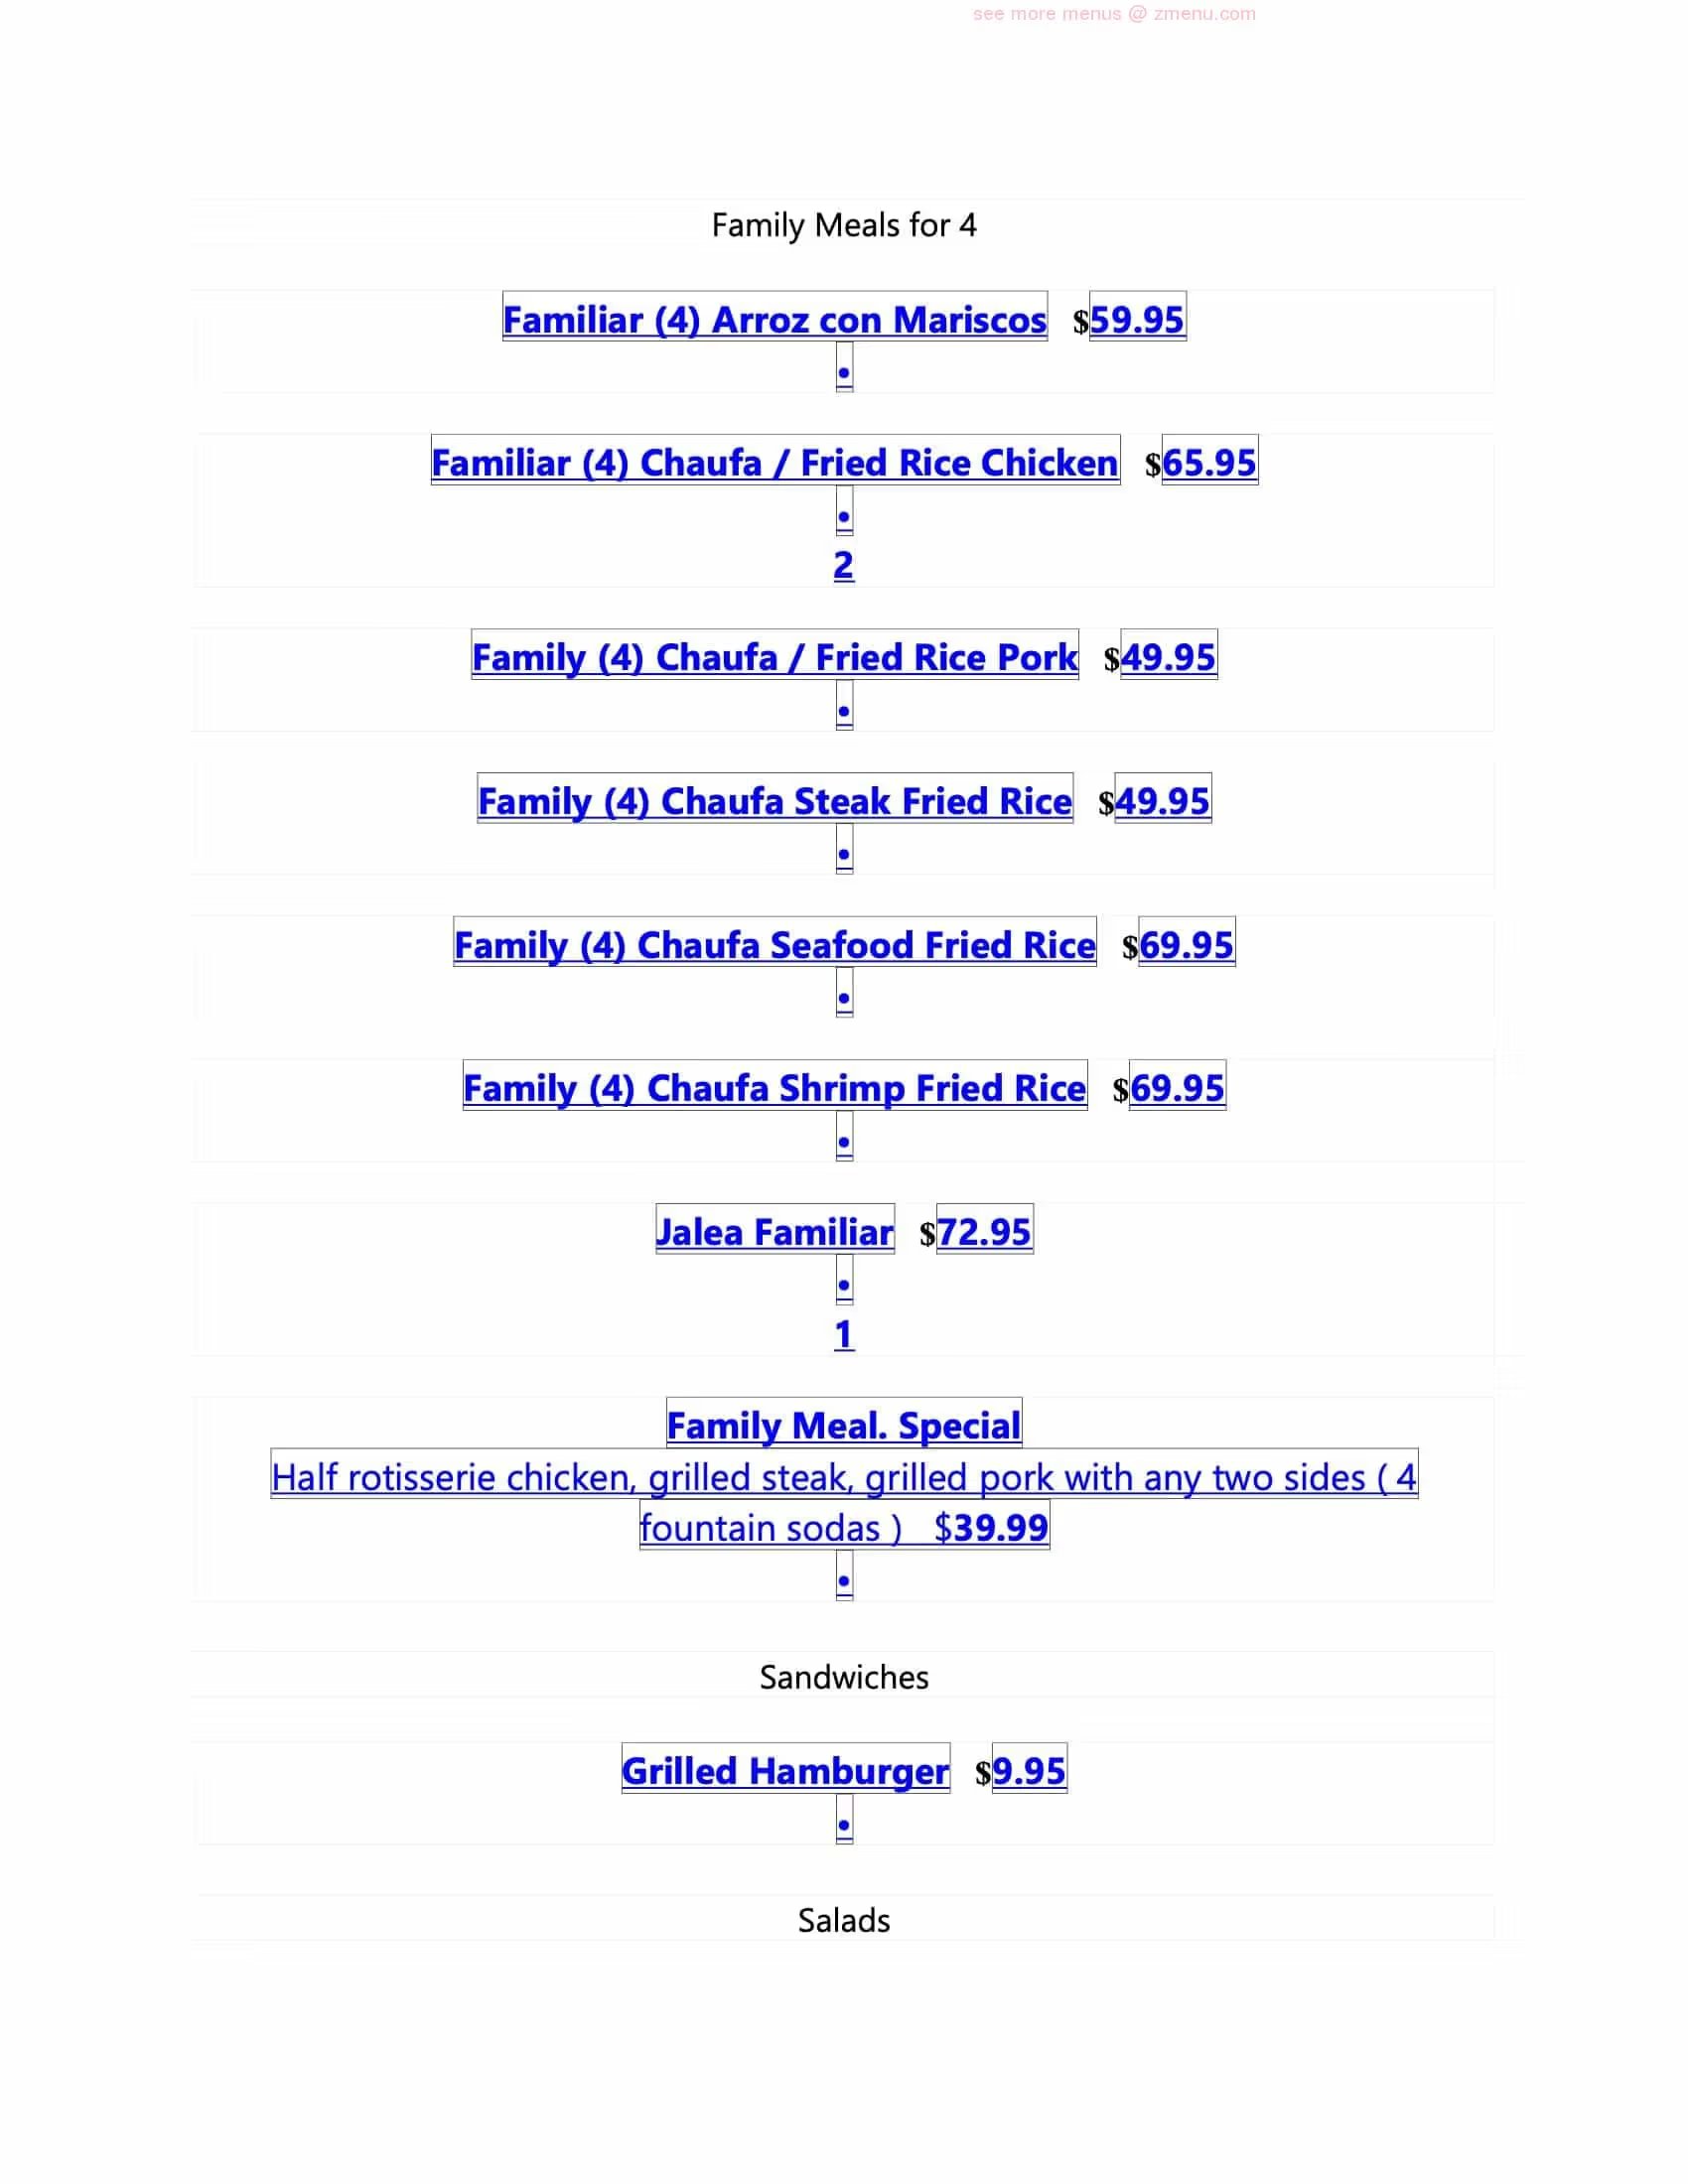 see more menus @ zmenu.com
Family Meals for 4
Familiar (4) Arroz con Mariscos $59.95
•
Familiar (4) Chaufa / Fried Rice Chicken $65.95
•
2
Family (4) Chaufa / Fried Rice Pork $49.95
•
Family (4) Chaufa Steak Fried Rice $49.95
•
Family (4) Chaufa Seafood Fried Rice $69.95
•
Family (4) Chaufa Shrimp Fried Rice $69.95
•
Jalea Familiar $72.95
•
1
Family Meal. Special
Half rotisserie chicken, grilled steak, grilled pork with any two sides ( 4
fountain sodas ) $39.99
•
Sandwiches
Grilled Hamburger $9.95
•
Salads